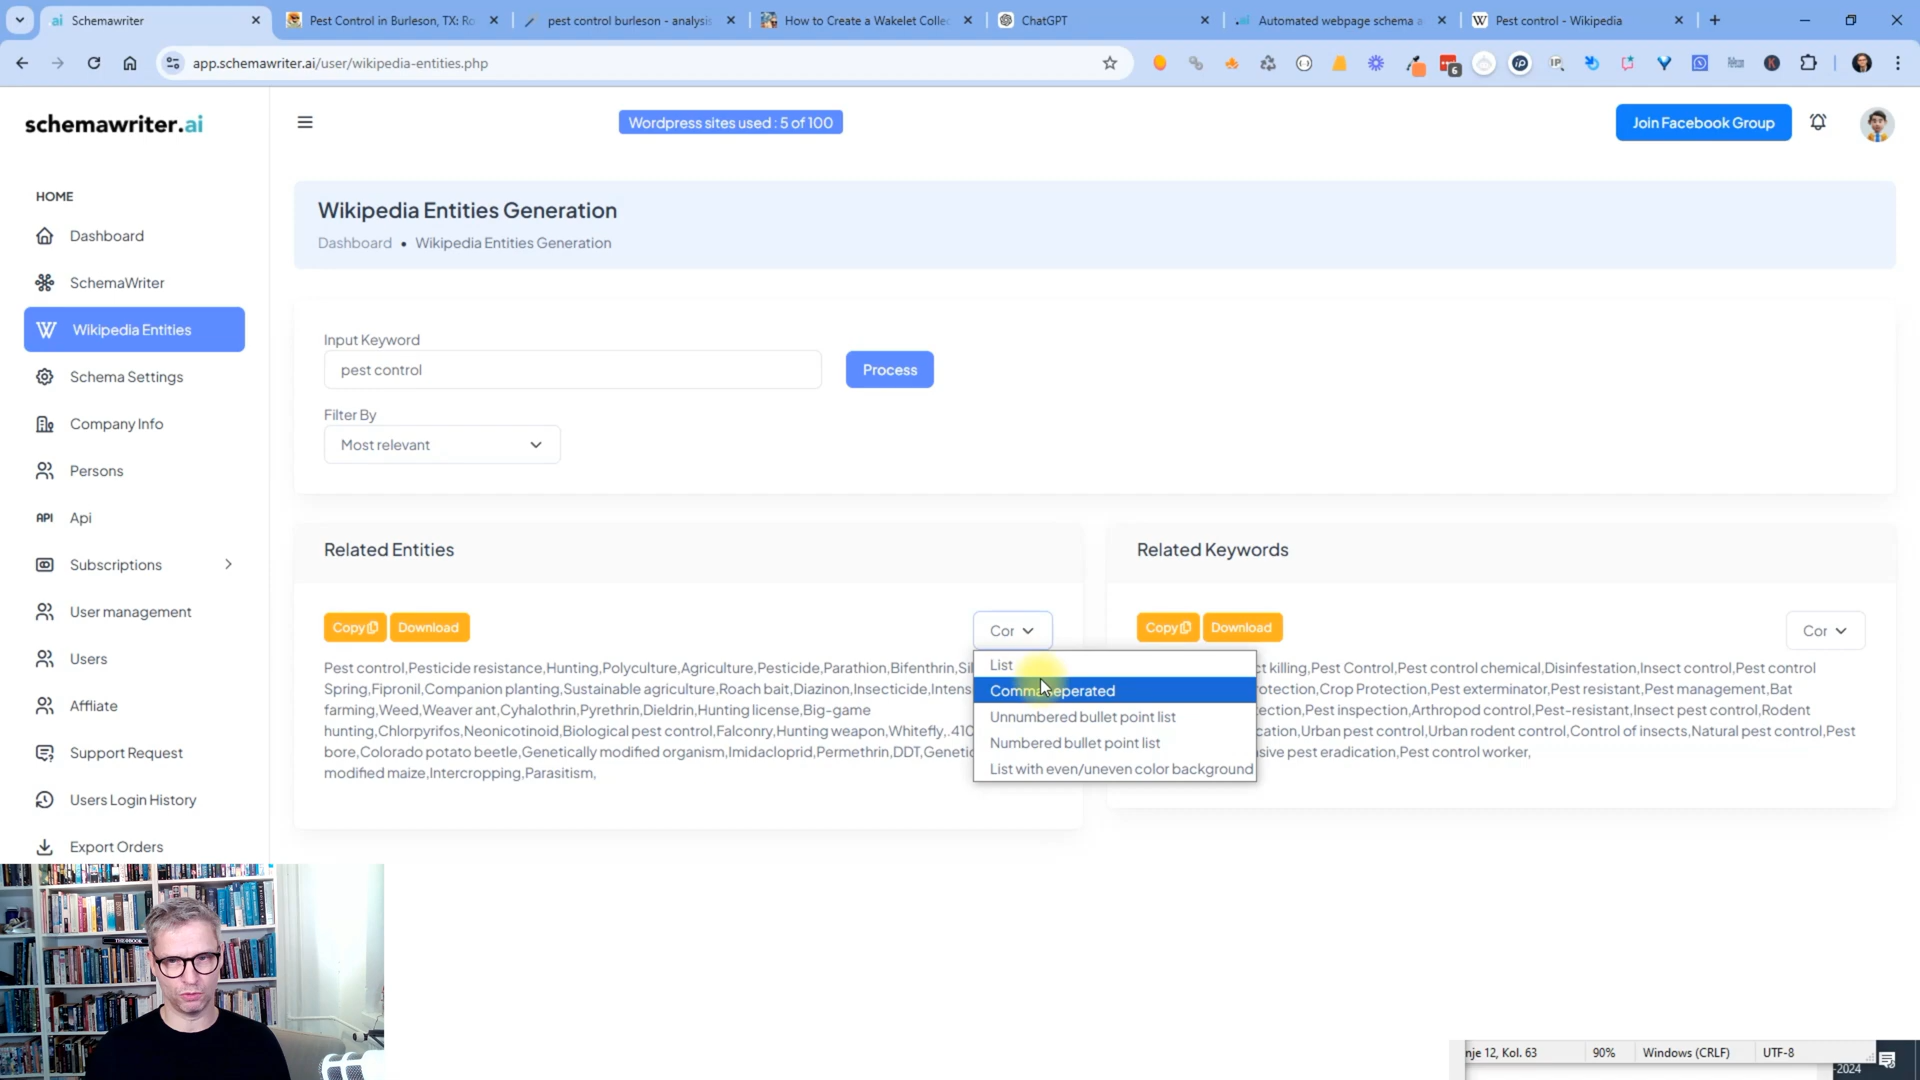 Schemawriter
Pest Control in Burleson, TX: Ro
pest control burleson - analysis
How to Create a Wakelet Collec
ChatGPT
Automated webpage schema a
Pest control - Wikipedia
app.schemawriter.ai/user/wikipedia-entities.php
6
schemawriter.ai
Wordpress sites used : 5 of 100
Join Facebook Group
HOME
Dashboard
SchemaWriter
Wikipedia Entities
Schema Settings
Company Info
Persons
API Api
Subscriptions
User management
Users
Affliate
Support Request
Users Login History
Export Orders
Wikipedia Entities Generation
Dashboard • Wikipedia Entities Generation
Input Keyword
pest control
Process
Filter By
Most relevant
Related Entities
Copy Download
Cor
Pest control,Pesticide resistance,Hunting,Polyculture,Agriculture,Pesticide,Parathion,Bifenthrin,Sil
Spring,Fipronil,Companion planting,Sustainable agriculture,Roach bait,Diazinon,Insecticide,Intens
farming,Weed,Weaver ant,Cyhalothrin,Pyrethrin,Dieldrin,Hunting license,Big-game
hunting,Chlorpyrifos,Neonicotinoid,Biological pest control,Falconry,Hunting weapon,Whitefly,.410
bore,Colorado potato beetle,Genetically modified organism,Imidacloprid,Permethrin,DDT,Genetic
modified maize,Intercropping,Parasitism,
List
Comma seperated
Unnumbered bullet point list
Numbered bullet point list
List with even/uneven color background
Related Keywords
Copy Download
Cor
ct killing,Pest Control,Pest control chemical,Disinfestation,Insect control,Pest control
otection,Crop Protection,Pest exterminator,Pest resistant,Pest management,Bat
ection,Pest inspection,Arthropod control,Pest-resistant,Insect pest control,Rodent
cation,Urban pest control,Urban rodent control,Control of insects,Natural pest control,Pest
sive pest eradication,Pest control worker,
nje 12, Kol. 63
90%
Windows (CRLF)
UTF-8
-2024